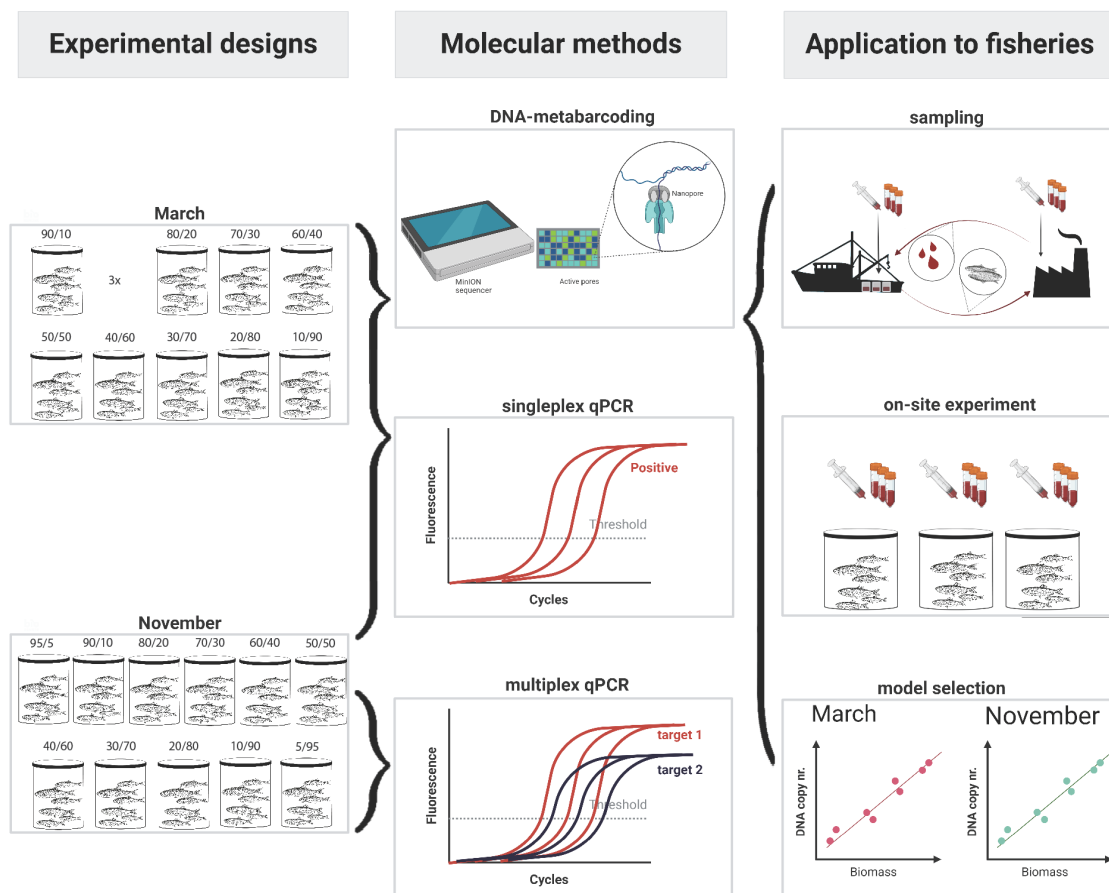 Experimental designs
Molecular methods
Application to fisheries
March
90/10
3x
80/20
70/30
60/40
50/50
40/60
30/70
20/80
10/90
November
95/5
90/10
80/20
70/30
60/40
50/50
40/60
30/70
20/80
10/90
5/95
DNA-metabarcoding
Nanopore
MinION
sequencer
Active pores
singleplex qPCR
Positive
Threshold
Fluorescence
Cycles
multiplex qPCR
target 1
target 2
Threshold
Fluorescence
Cycles
sampling
on-site experiment
model selection
March
DNA copy nr.
Biomass
November
DNA copy nr.
Biomass